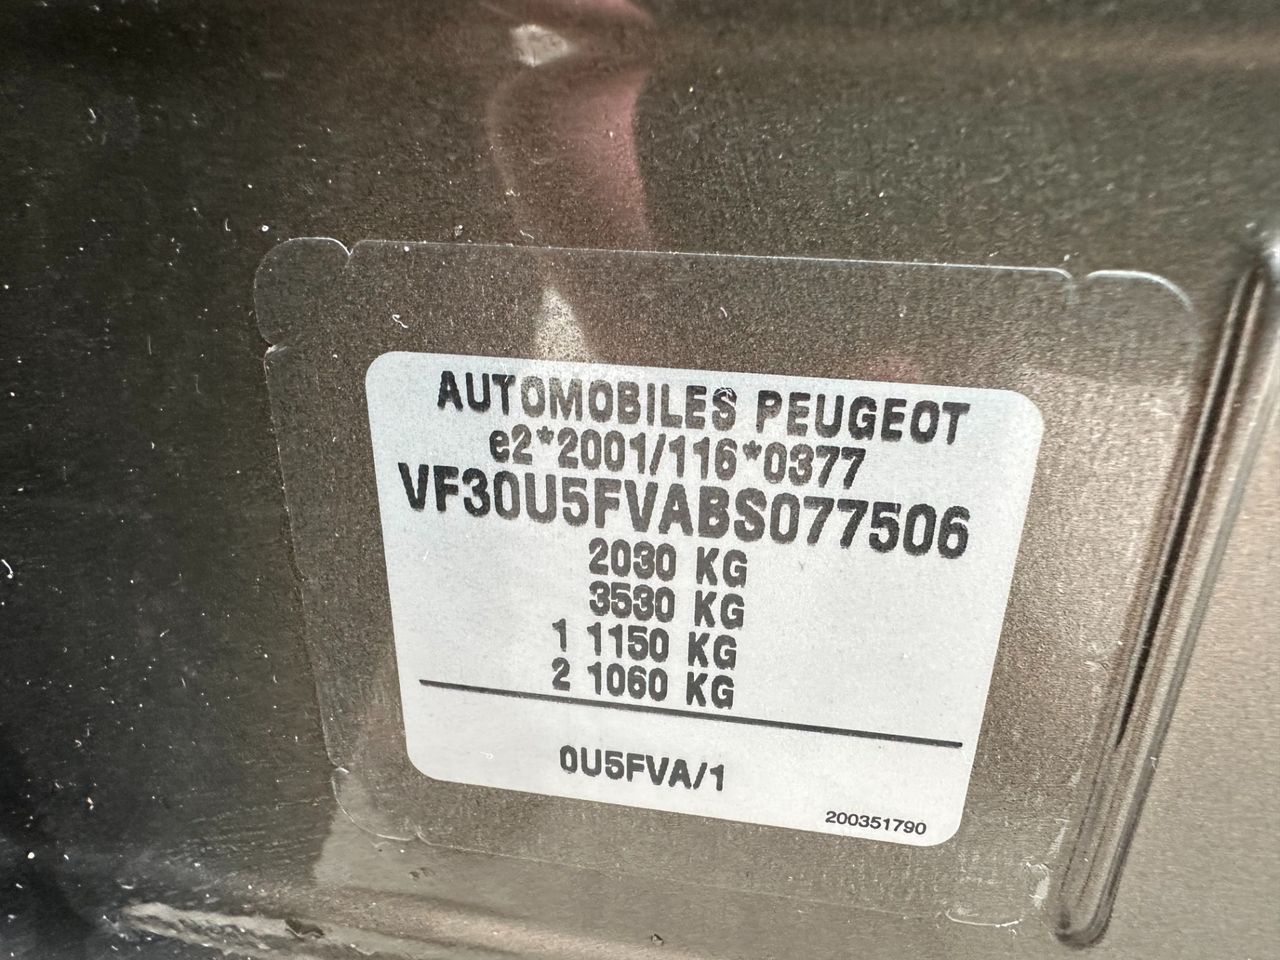 AUTOMOBILES PEUGEOT
e2*2001/116*0377
VF30U5FVABS077506
2030 KG
3530 KG
1 1150 KG
2 1060 KG
0U5FVA/1
200351790